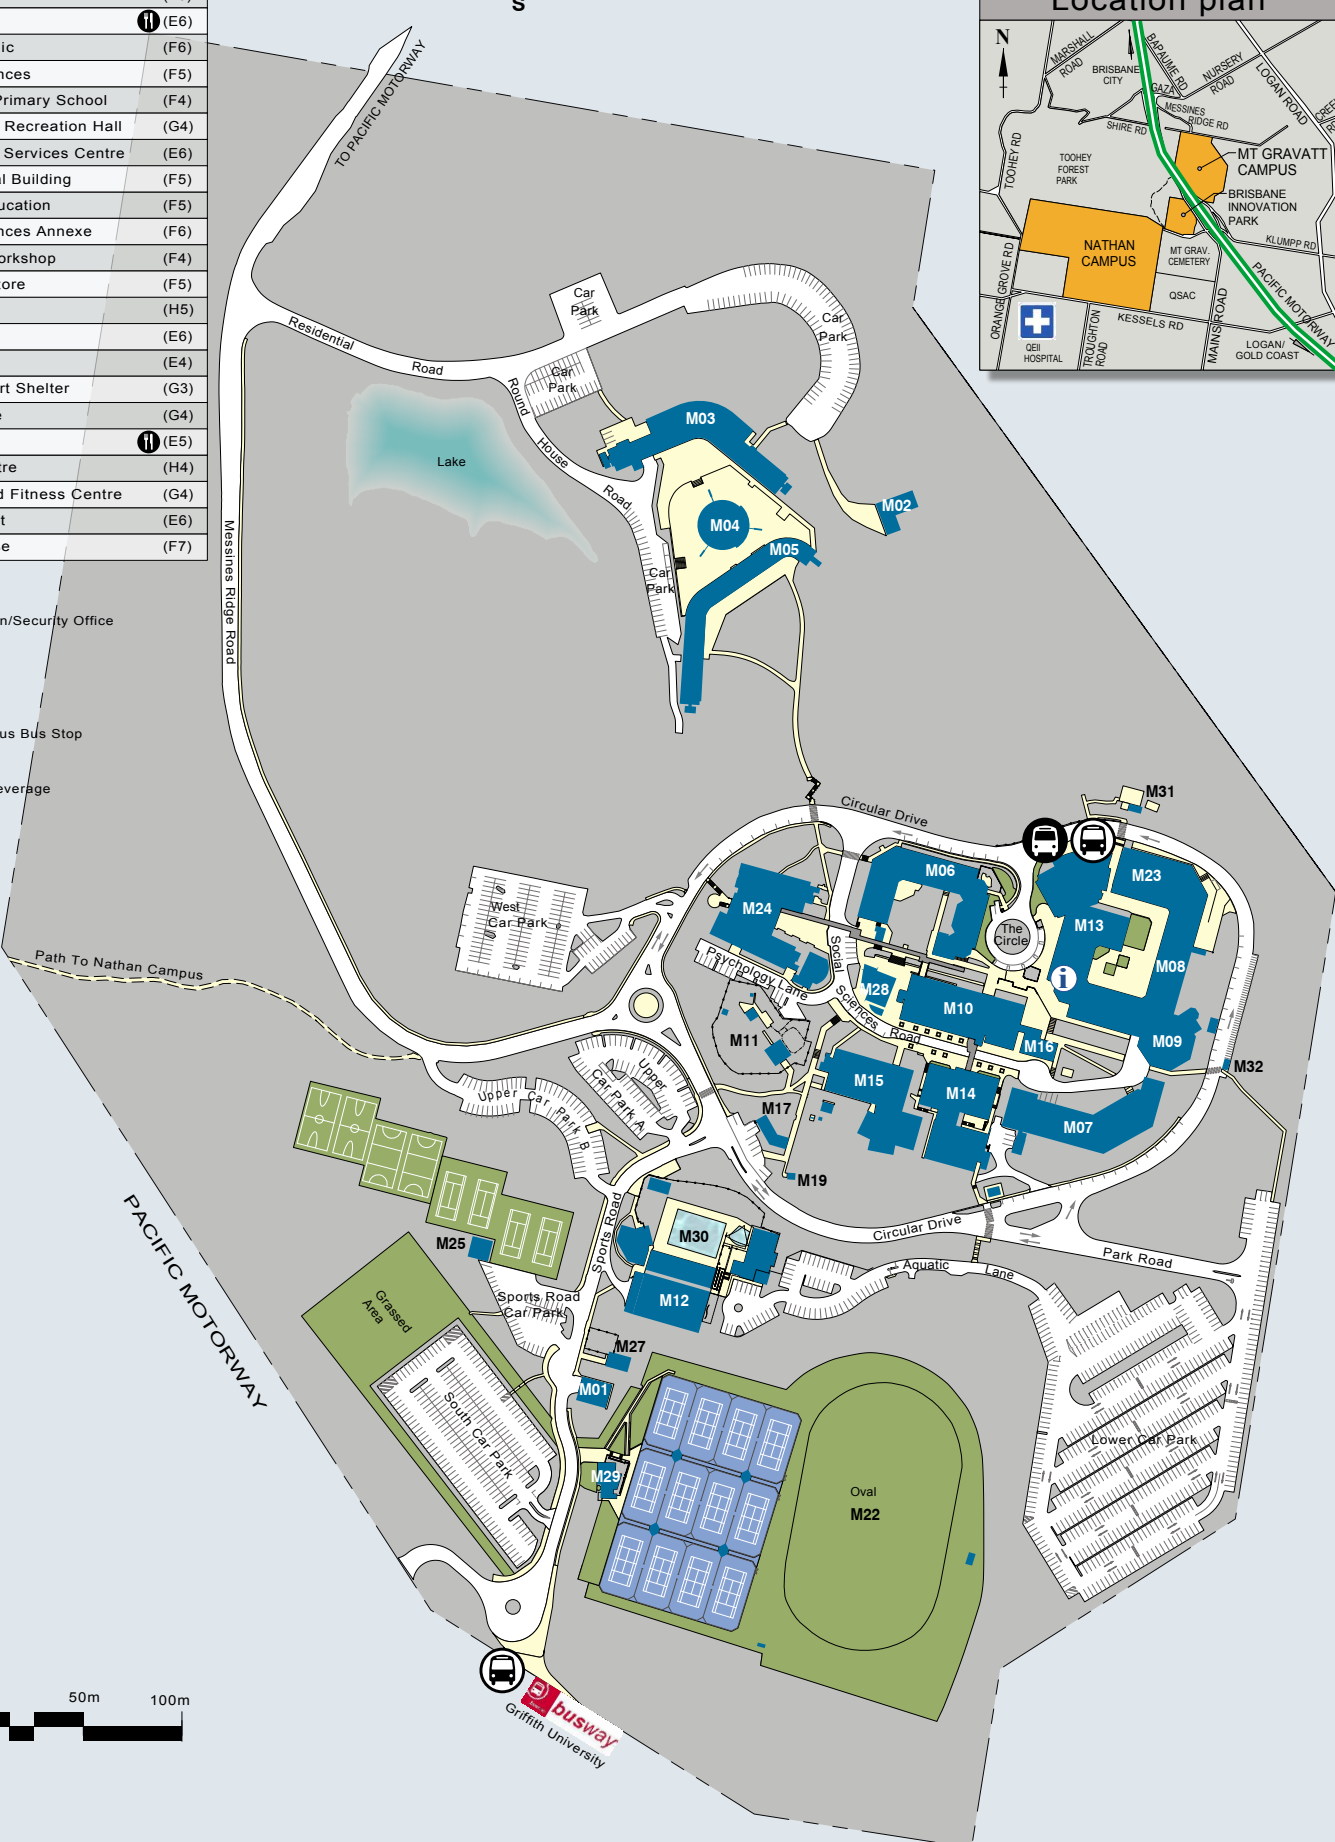 S
(E6)
ic (F6)
nces (F5)
Primary School (F4)
Recreation Hall (G4)
Services Centre (E6)
al Building (F5)
ucation (F5)
nces Annexe (F6)
orkshop (F4)
tore (F5)
(H5)
(E6)
(E4)
rt Shelter (G3)
e (G4)
(E5)
tre (H4)
d Fitness Centre (G4)
t (E6)
se (F7)
n/Security Office
us Bus Stop
everage
50m 100m
Location plan
N
MARSHALL
ROAD
BRISBANE
CITY
BAPAUME RD
NURSERY
ROAD
LOGAN ROAD
GAZA
MESSINES
RIDGE RD
SHIRE RD
CREE
TOOHEY RD
TOOHEY
FOREST
PARK
MT GRAVATT
CAMPUS
BRISBANE
INNOVATION
PARK
NATHAN
CAMPUS
MT GRAV.
CEMETERY
KLUMPP RD
QSAC
ORANGE GROVE RD
KESSELS RD
MAINS ROAD
PACIFIC MOTORWAY
QEII
HOSPITAL
TROUGHTON
ROAD
LOGAN/
GOLD COAST
TO PACIFIC MOTORWAY
Residential
Road
Car
Park
Car
Park
Car
Park
Round
House
Road
Lake
M03
M02
M04
M05
Car
Park
Messines Ridge Road
Circular Drive
M31
M06
M23
M24
M13
The
Circle
West
Car Park
Psychology Lane
Social
Sciences
Road
M28
M08
i
M10
M16
M09
Path To Nathan Campus
M11
M32
M15
M14
M07
M17
M19
Upper
Car Park A
Upper Car Park B
Sports Road
M30
M25
Circular Drive
Park Road
Aquatic Lane
Grassed
Area
Sports Road
Car Park
M12
M27
M01
South Car Park
M29
Oval
M22
Lower Car Park
PACIFIC MOTORWAY
busway
Griffith University